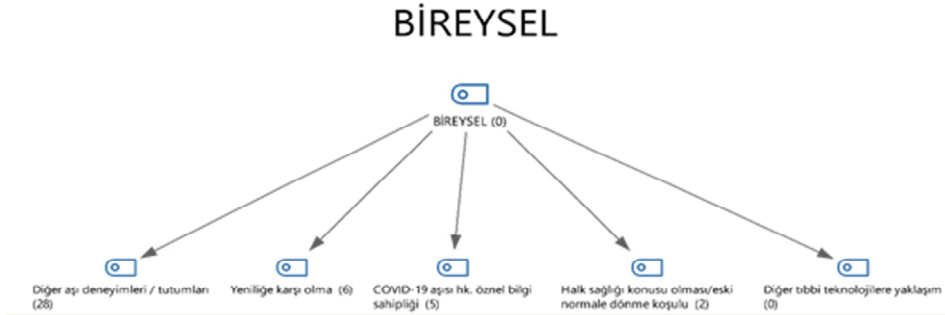 BİREYSEL
BİREYSEL (0)
Diğer aşı deneyimleri / tutumları
(28)
Yeniliğe karşı olma (6)
COVID-19 aşısı hk. öznel bilgi
sahipliği (5)
Halk sağlığı konusu olması/eski
normale dönme koşulu (2)
Diğer tıbbi teknolojilere yaklaşım
(0)